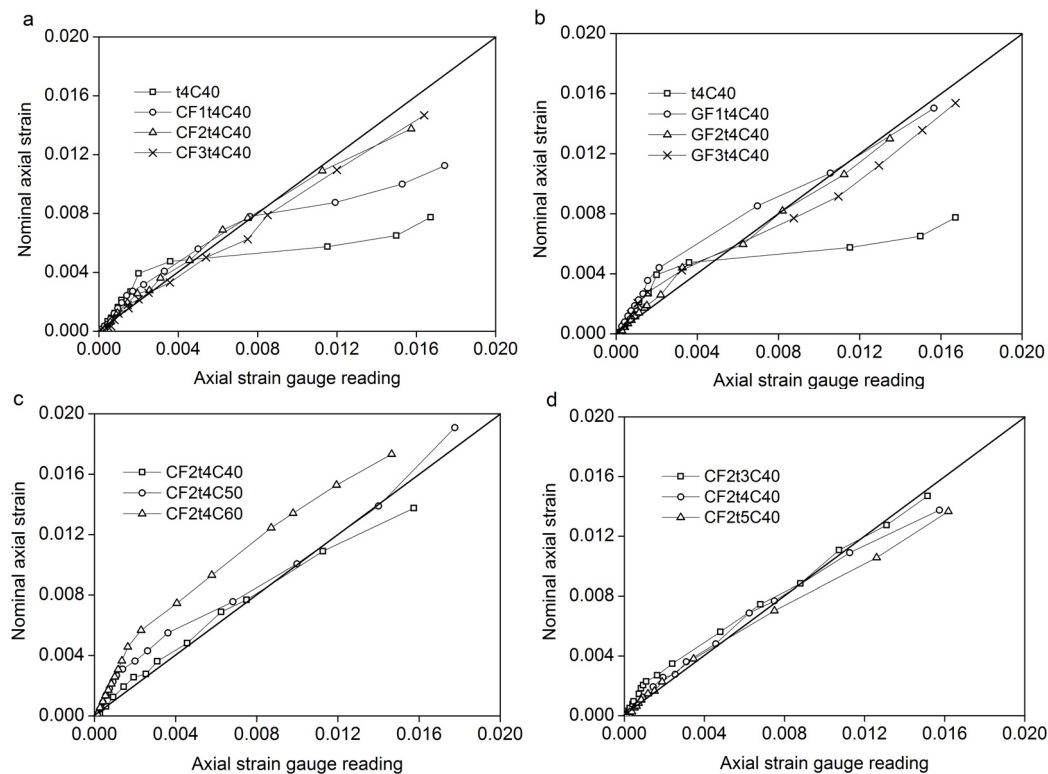 a
0.020
0.016
0.012
0.008
0.004
0.000
Nominal axial strain
t4C40
CF1t4C40
CF2t4C40
CF3t4C40
0.000 0.004 0.008 0.012 0.016 0.020
Axial strain gauge reading
b
0.020
0.016
0.012
0.008
0.004
0.000
Nominal axial strain
t4C40
GF1t4C40
GF2t4C40
GF3t4C40
0.000 0.004 0.008 0.012 0.016 0.020
Axial strain gauge reading
c
0.020
0.016
0.012
0.008
0.004
0.000
Nominal axial strain
CF2t4C40
CF2t4C50
CF2t4C60
0.000 0.004 0.008 0.012 0.016 0.020
Axial strain gauge reading
d
0.020
0.016
0.012
0.008
0.004
0.000
Nominal axial strain
CF2t3C40
CF2t4C40
CF2t5C40
0.000 0.004 0.008 0.012 0.016 0.020
Axial strain gauge reading